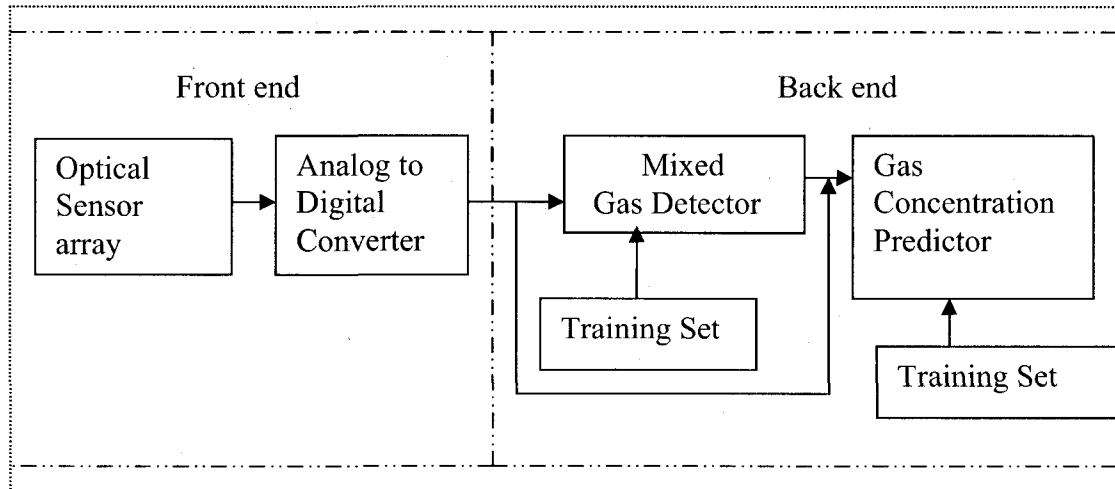 Front end
Back end
Optical
Sensor
array
Analog to
Digital
Converter
Mixed
Gas Detector
Gas
Concentration
Predictor
Training Set
Training Set